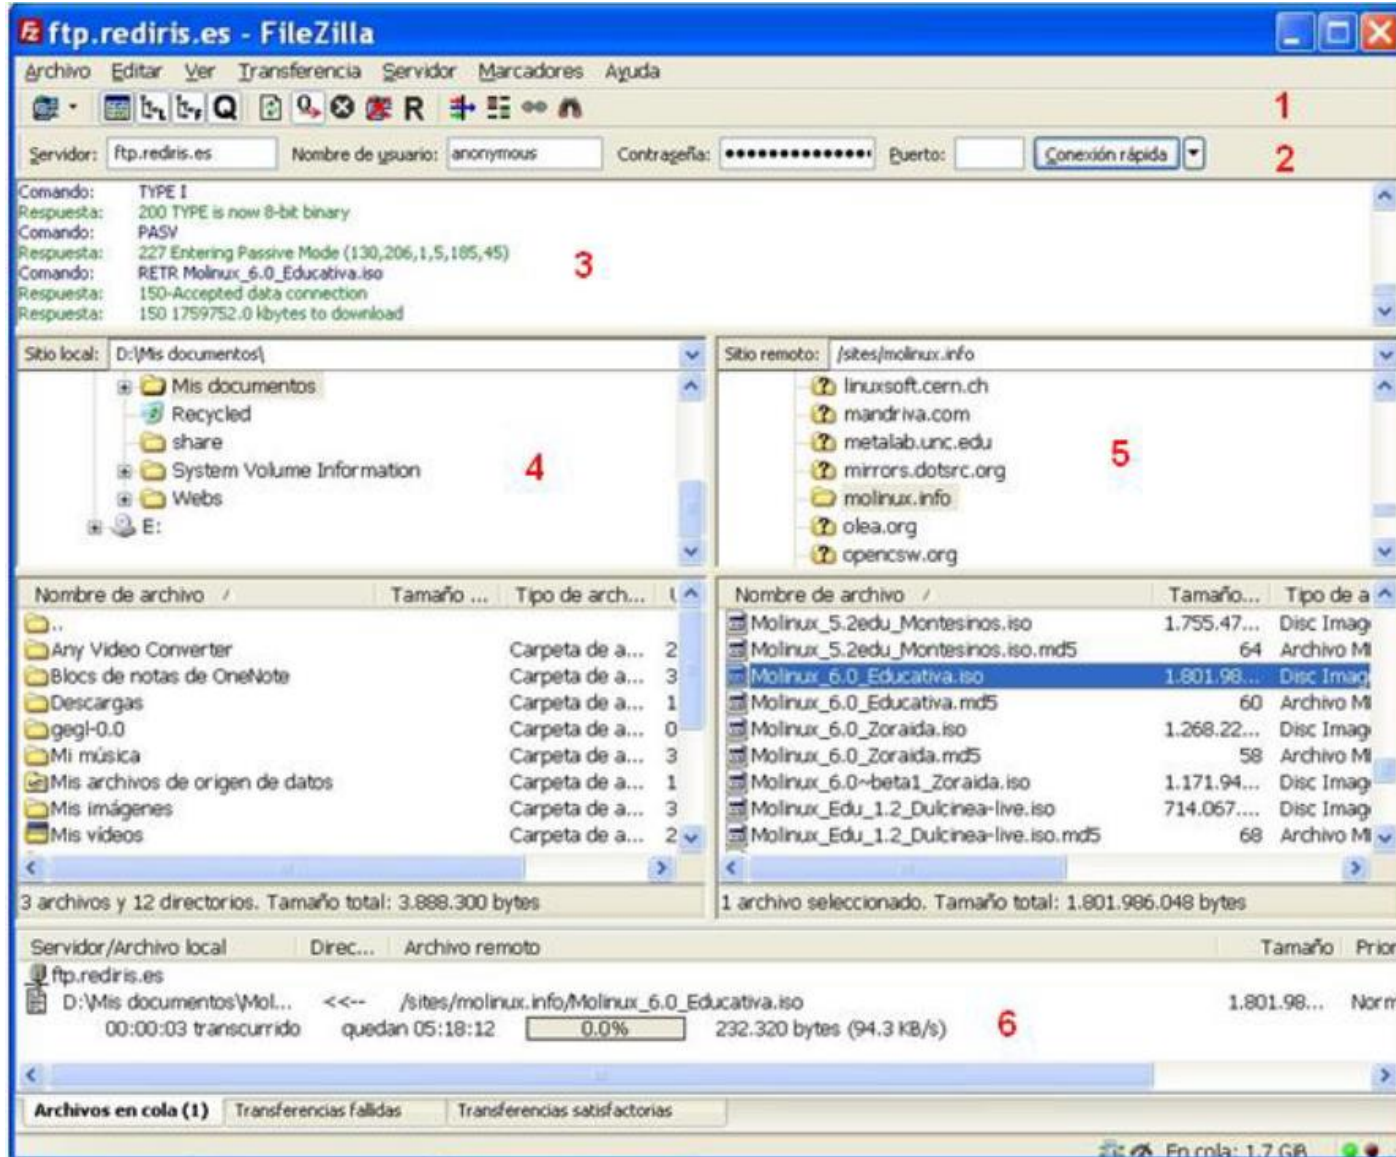 ftp.rediris.es - FileZilla
Archivo Editar Ver Transferencia Servidor Marcadores Ayuda
Q R 1
Servidor: ftp.rediris.es Nombre de usuario: anonymous Contraseña: •••••••••••••• Puerto: Conexión rápida 2
Comando: TYPE I
Respuesta: 200 TYPE is now 8-bit binary
Comando: PASV
Respuesta: 227 Entering Passive Mode (130,206,1,5,185,45)
3
Comando: RETR Molinux_6.0_Educativa.iso
Respuesta: 150-Accepted data connection
Respuesta: 150 1759752.0 kbytes to download
Sitio local: D:\Mis documentos\
Mis documentos
Recycled
share
System Volume Information
4
Webs
E:
Sitio remoto: /sites/molinux.info
linuxsoft.cern.ch
mandriva.com
metalab.unc.edu
5
mirrors.dotsrc.org
molinux.info
olea.org
opencsw.org
Nombre de archivo / Tamaño ... Tipo de arch...
..
Any Video Converter Carpeta de a... 2
Blocs de notas de OneNote Carpeta de a... 3
Descargas Carpeta de a... 1
gegl-0.0 Carpeta de a... 0
Mi música Carpeta de a... 3
Mis archivos de origen de datos Carpeta de a... 1
Mis imágenes Carpeta de a... 3
Mis vídeos Carpeta de a... 2
3 archivos y 12 directorios. Tamaño total: 3.888.300 bytes
Nombre de archivo / Tamaño... Tipo de a
Molinux_5.2edu_Montesinos.iso 1.755.47... Disc Imag
Molinux_5.2edu_Montesinos.iso.md5 64 Archivo M
Molinux_6.0_Educativa.iso 1.801.98... Disc Imag
Molinux_6.0_Educativa.md5 60 Archivo M
Molinux_6.0_Zoraida.iso 1.268.22... Disc Imag
Molinux_6.0_Zoraida.md5 58 Archivo M
Molinux_6.0~beta1_Zoraida.iso 1.171.94... Disc Imag
Molinux_Edu_1.2_Dulcinea-live.iso 714.067.... Disc Imag
Molinux_Edu_1.2_Dulcinea-live.iso.md5 68 Archivo M
1 archivo seleccionado. Tamaño total: 1.801.986.048 bytes
Servidor/Archivo local Direc... Archivo remoto Tamaño Prior
ftp.rediris.es
D:\Mis documentos\Mol... <<-- /sites/molinux.info/Molinux_6.0_Educativa.iso 1.801.98... Norm
00:00:03 transcurrido quedan 05:18:12 0.0% 232.320 bytes (94.3 KB/s) 6
Archivos en cola (1) Transferencias fallidas Transferencias satisfactorias
En cola: 1,7 GiB